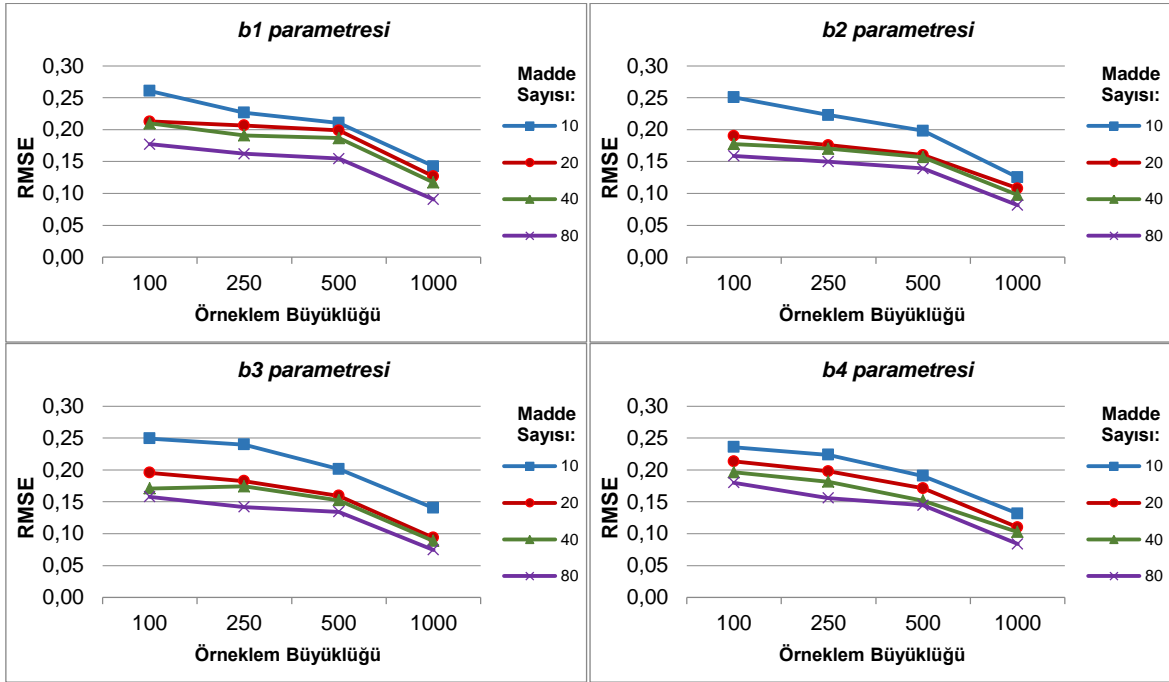 b1 parametresi
0,30
0,25
0,20
0,15
0,10
0,05
0,00
RMSE
100 250 500 1000
Örneklem Büyüklüğü
Madde
Sayısı:
10
20
40
80
b2 parametresi
0,30
0,25
0,20
0,15
0,10
0,05
0,00
RMSE
100 250 500 1000
Örneklem Büyüklüğü
Madde
Sayısı:
10
20
40
80
b3 parametresi
0,30
0,25
0,20
0,15
0,10
0,05
0,00
RMSE
100 250 500 1000
Örneklem Büyüklüğü
Madde
Sayısı:
10
20
40
80
b4 parametresi
0,30
0,25
0,20
0,15
0,10
0,05
0,00
RMSE
100 250 500 1000
Örneklem Büyüklüğü
Madde
Sayısı:
10
20
40
80